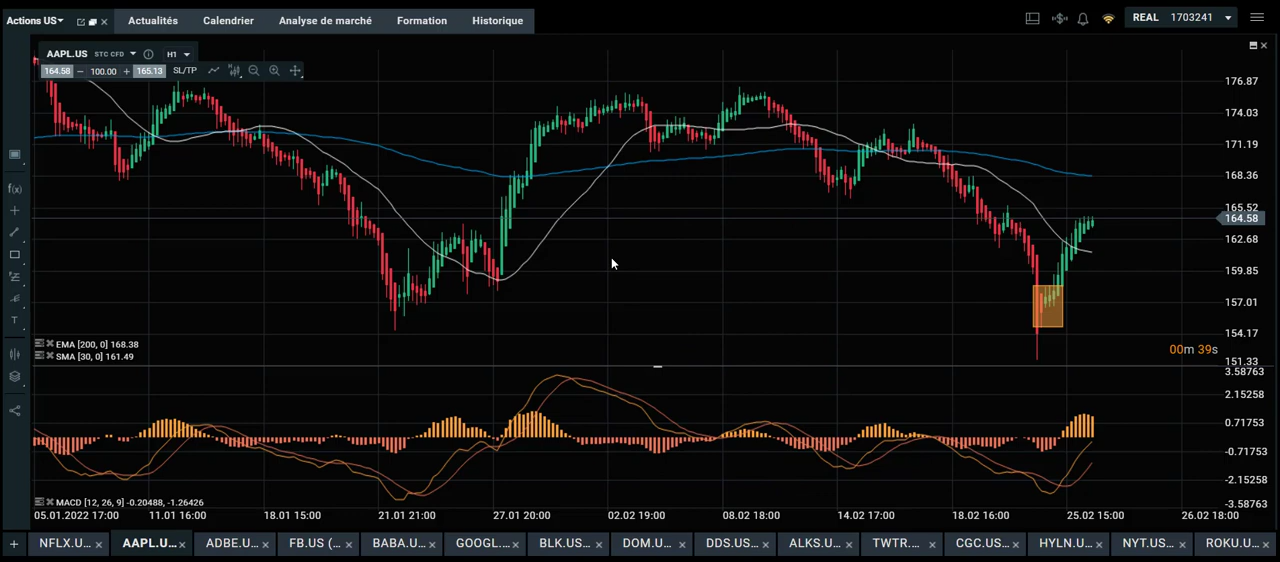 Actions US Actualités Calendrier Analyse de marché Formation Historique REAL 1703241
AAPL.US STC CFD H1
164.58 100.00 165.13 SL/TP
176.87
174.03
171.19
f(x)
168.36
165.52
164.58
162.68
159.85
157.01
T
154.17
EMA [200, 0] 168.38
00m 39s
SMA [30, 0] 161.49
151.33
3.58763
2.15258
0.71753
-0.71753
-2.15258
MACD [12, 26, 9] -0.20488, -1.26426
-3.58763
05.01.2022 17:00 11.01 16:00 18.01 15:00 21.01 21:00 27.01 20:00 02.02 19:00 08.02 18:00 14.02 17:00 18.02 16:00 25.02 15:00 26.02 18:00
NFLX.U... AAPL.U... ADBE.U... FB.US (... BABA.U... GOOGL.... BLK.US... DOM.U... DDS.US... ALKS.U... TWTR.... CGC.US... HYLN.U... NYT.US... ROKU.U...